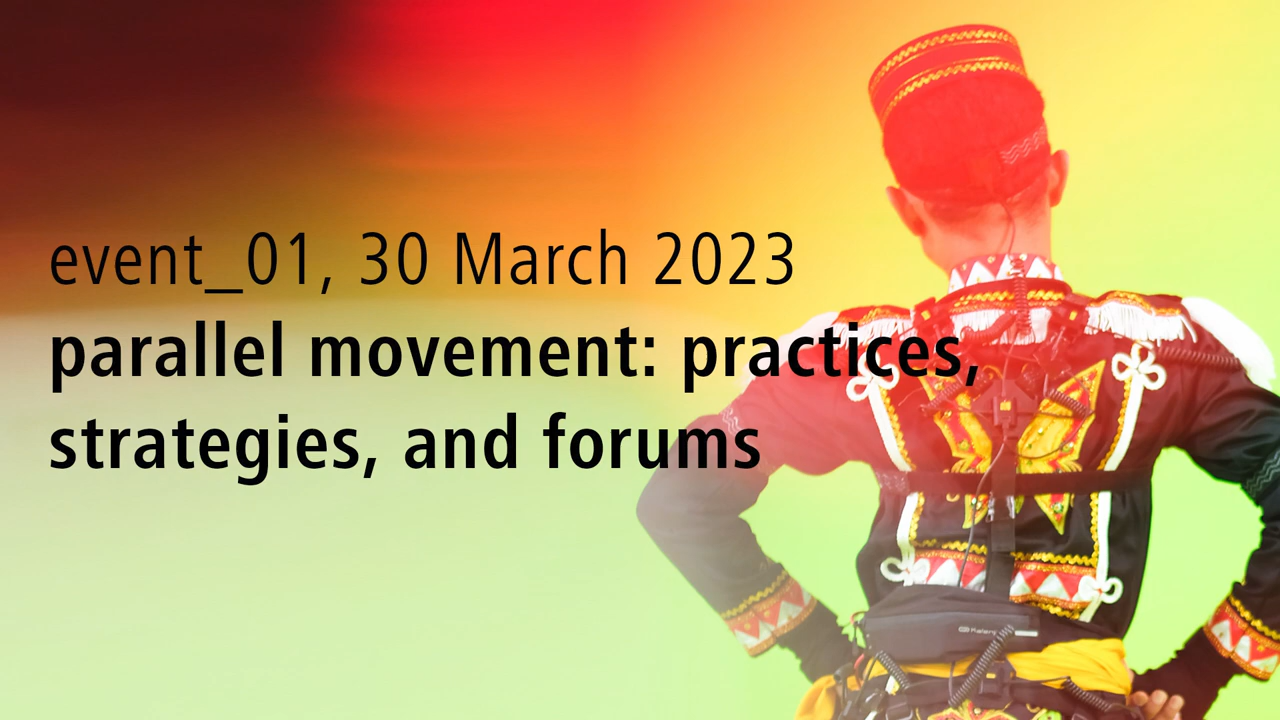 event_01, 30 March 2023
parallel movement: practices,
strategies, and forums